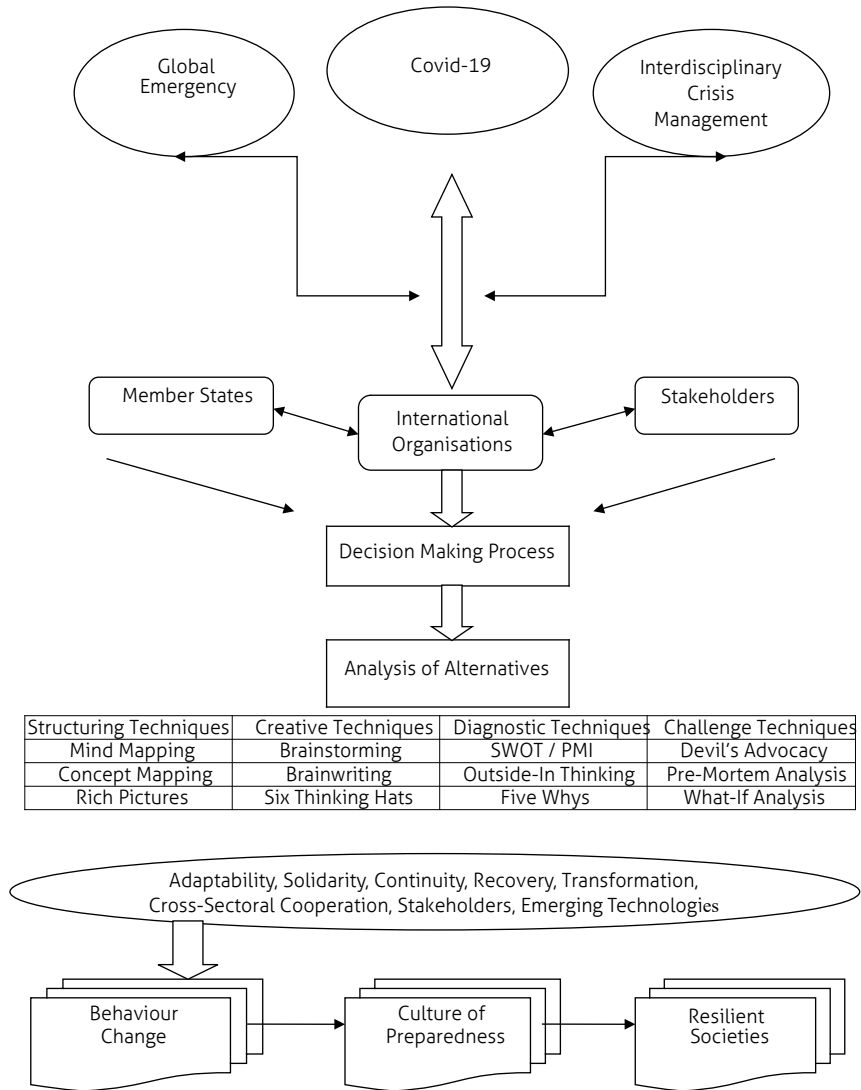 Global
Emergency
Covid-19
Interdisciplinary
Crisis
Management
Member States
International
Organisations
Stakeholders
Decision Making Process
Analysis of Alternatives
Structuring Techniques Creative Techniques Diagnostic Techniques Challenge Techniques
Mind Mapping Brainstorming SWOT / PMI Devil's Advocacy
Concept Mapping Brainwriting Outside-In Thinking Pre-Mortem Analysis
Rich Pictures Six Thinking Hats Five Whys What-If Analysis
Adaptability, Solidarity, Continuity, Recovery, Transformation,
Cross-Sectoral Cooperation, Stakeholders, Emerging Technologies
Behaviour
Change
Culture of
Preparedness
Resilient
Societies